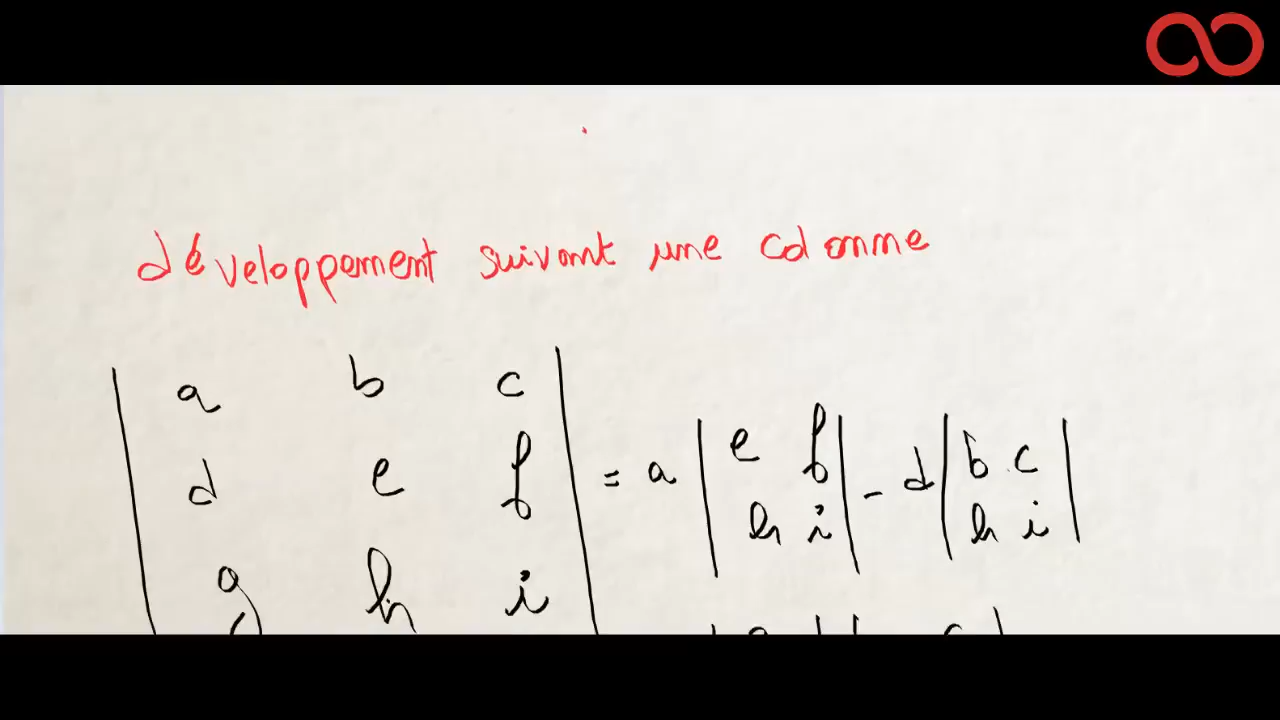 développement suivant une colonne
a b c
d e f = a | e f | - d | b c |
| h i | | h i |
g h i